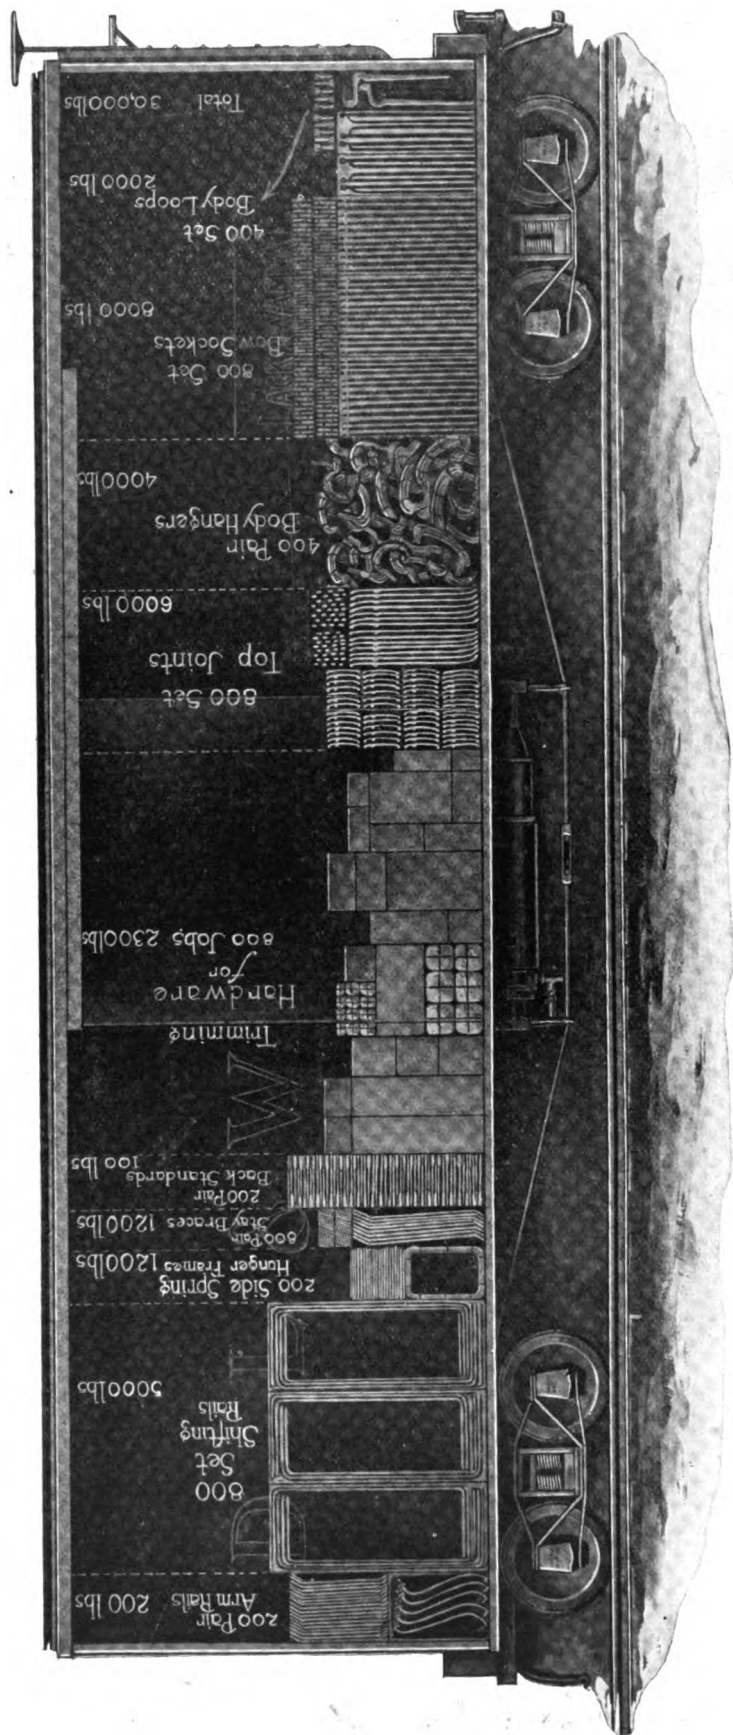 200 Pair
Arm Rails 200 lbs
D
800
Set
Shifting
Rails
5000 lbs
200 Side Spring
Hunger Frames 1200 lbs
800 Pair
Stay Braces 1200 lbs
200 Pair
Back Standards
100 lbs
W
Trimming
Hardware
for
800 Jobs, 2300 lbs
800 Set
Top Joints
6000 lbs
400 Pair
Body Hangers
4000 lbs
800 Set
Bow Sockets
8000 lbs
400 Set
Body Loops
2000 lbs
Total 30,000 lbs